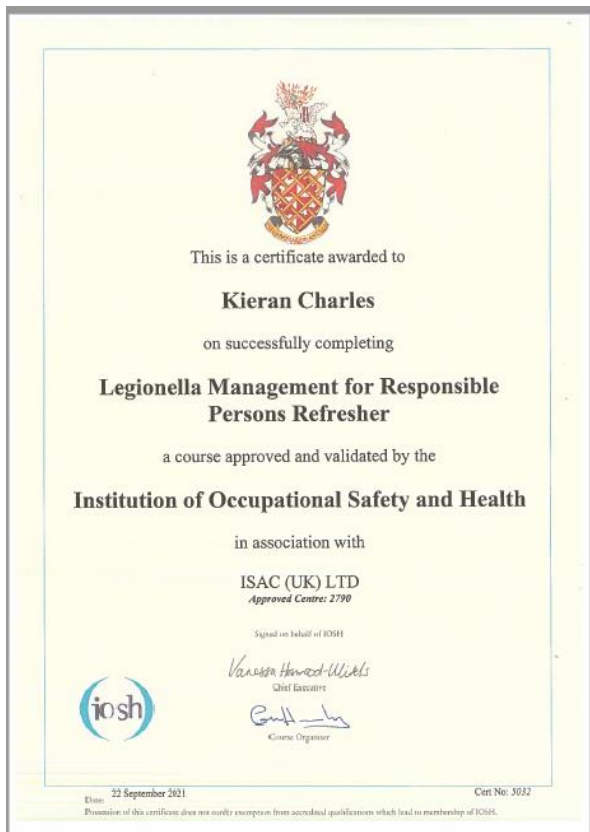 This is a certificate awarded to
Kieran Charles
on successfully completing
Legionella Management for Responsible
Persons Refresher
a course approved and validated by the
Institution of Occupational Safety and Health
in association with
ISAC (UK) LTD
Approved Centre: 2790
Signed on behalf of IOSH
Chief Executive
Course Organiser
iosh
Date: 22 September 2021
Cert No: 5032
Possession of this certificate does not confer exemption from accredited qualifications which lead to membership of IOSH.